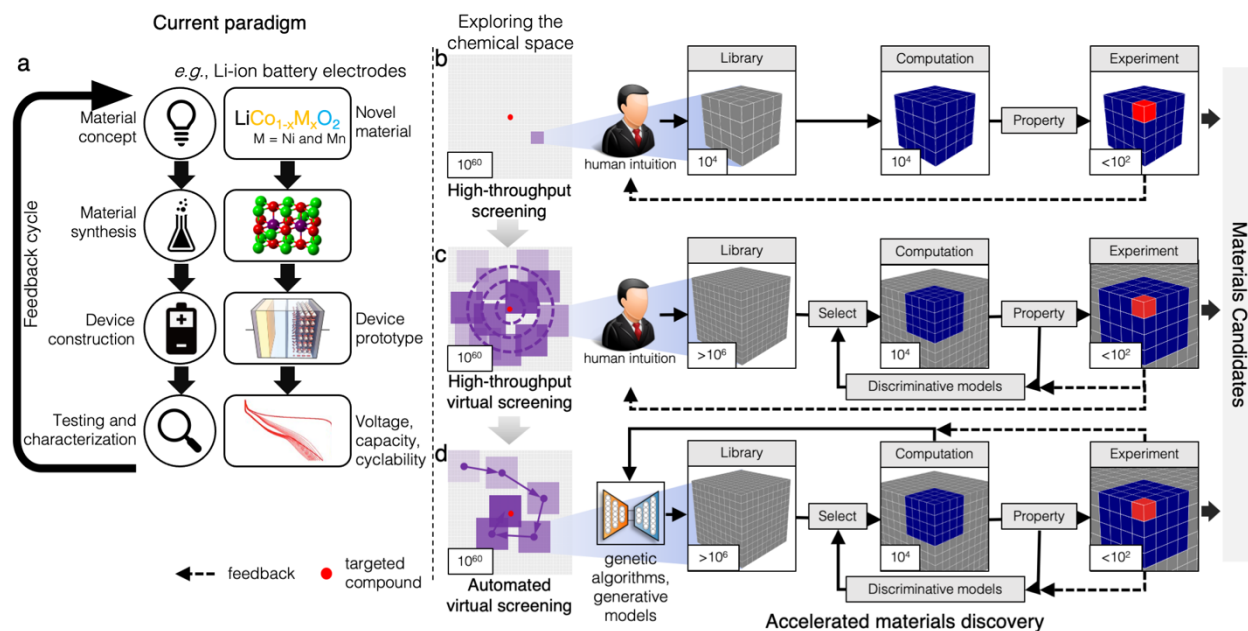 Current paradigm
a
e.g., Li-ion battery electrodes
Feedback cycle
Material
concept
LiCo1-xMxO2
M = Ni and Mn
Novel
material
Material
synthesis
Device
construction
Device
prototype
Testing and
characterization
Voltage,
capacity,
cyclability
feedback
targeted
compound
Exploring the
chemical space
b
10^60
High-throughput
screening
human intuition
Library
10^4
Computation
10^4
Property
Experiment
<10^2
c
10^60
High-throughput
virtual screening
human intuition
Library
>10^6
Select
Computation
10^4
Property
Discriminative models
Experiment
<10^2
d
10^60
Automated
virtual screening
genetic
algorithms,
generative
models
Library
>10^6
Select
Computation
10^4
Property
Discriminative models
Experiment
<10^2
Accelerated materials discovery
Materials Candidates